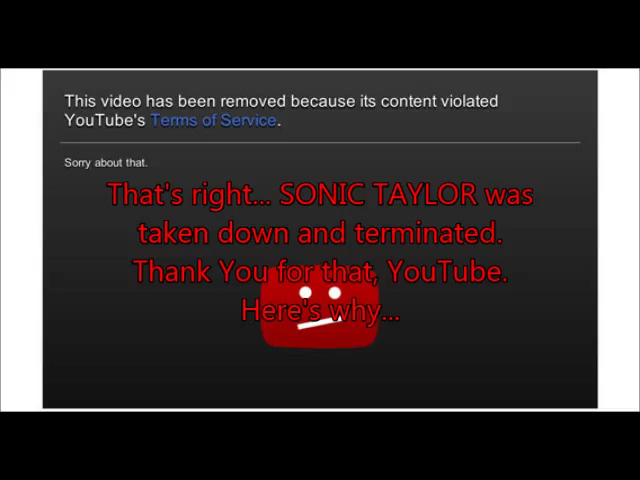 This video has been removed because its content violated
YouTube's Terms of Service.
Sorry about that.
That's right... SONIC TAYLOR was
taken down and terminated.
Thank You for that, YouTube.
Here's why...